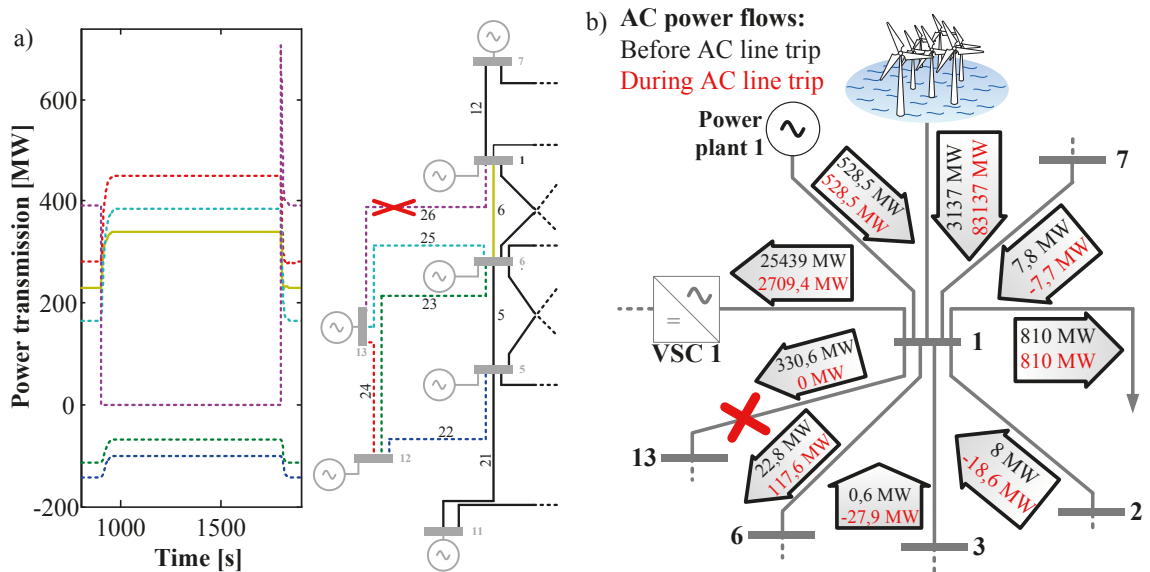 a)
Power transmission [MW]
600
400
200
0
-200
1000
1500
Time [s]
7
12
1
26
6
25
6
23
13
5
24
5
22
12
21
11
b)
AC power flows:
Before AC line trip
During AC line trip
Power
plant 1
7
528,5 MW
528,5 MW
3137 MW
83137 MW
7,8 MW
-7,7 MW
25439 MW
2709,4 MW
=
VSC 1
1
810 MW
810 MW
330,6 MW
0 MW
13
22,8 MW
117,6 MW
0,6 MW
-27,9 MW
8 MW
-18,6 MW
6
3
2